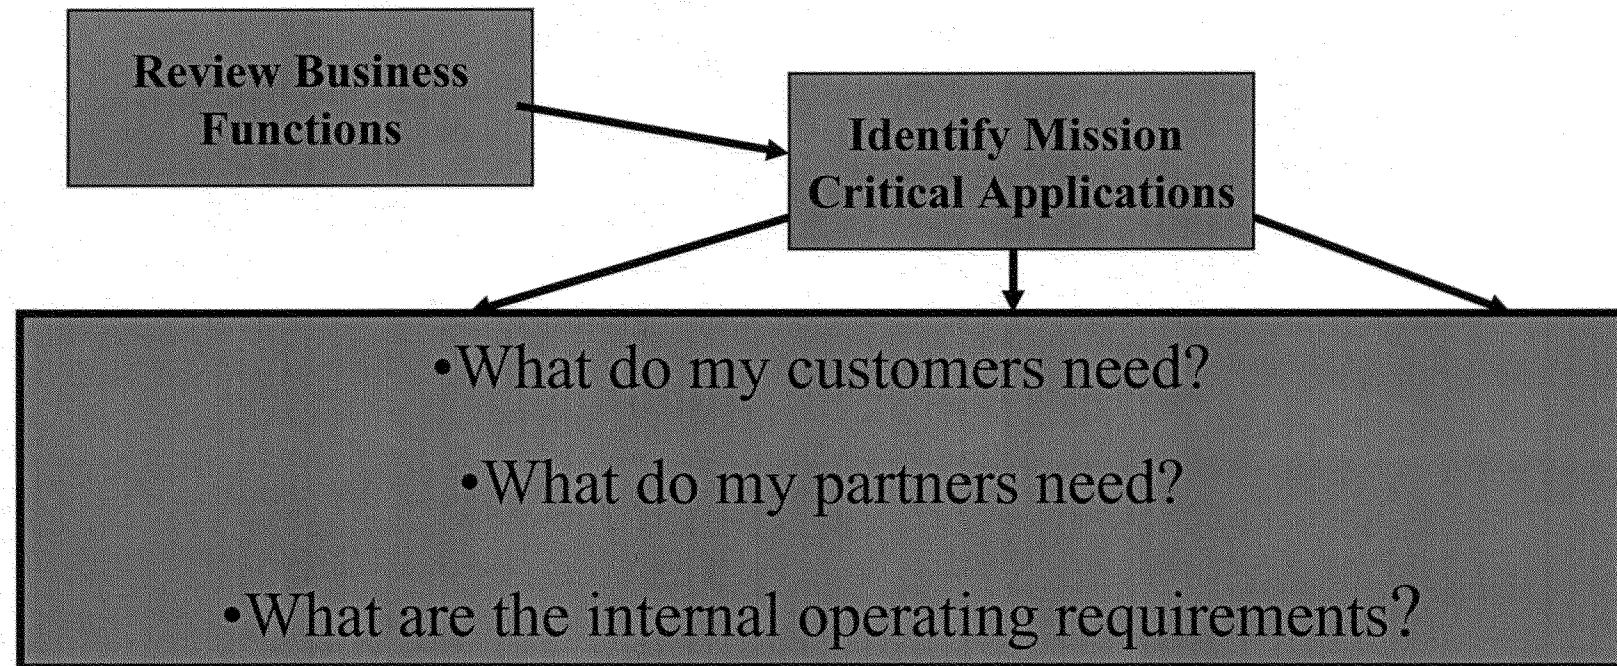 Review Business
Functions
Identify Mission
Critical Applications
•What do my customers need?
•What do my partners need?
•What are the internal operating requirements?